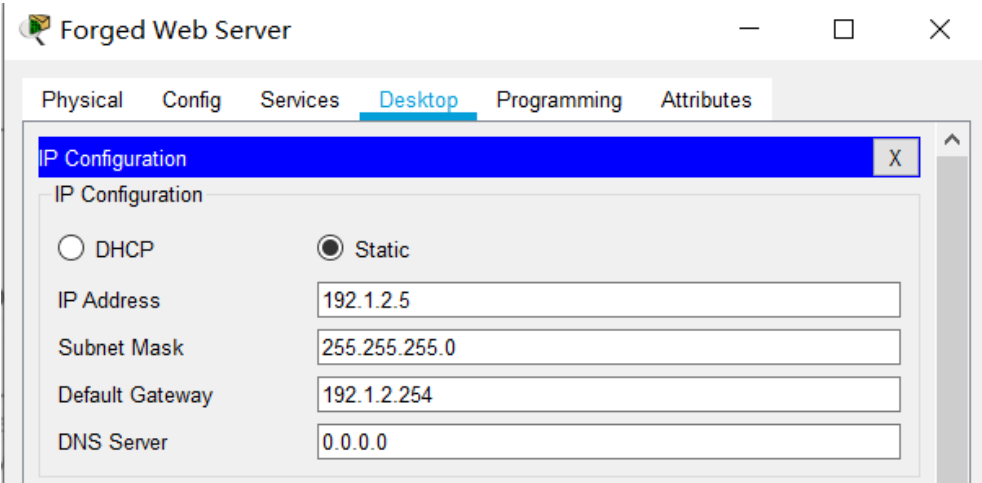 Forged Web Server
Physical Config Services Desktop Programming Attributes
IP Configuration X
IP Configuration
DHCP Static
IP Address 192.1.2.5
Subnet Mask 255.255.255.0
Default Gateway 192.1.2.254
DNS Server 0.0.0.0